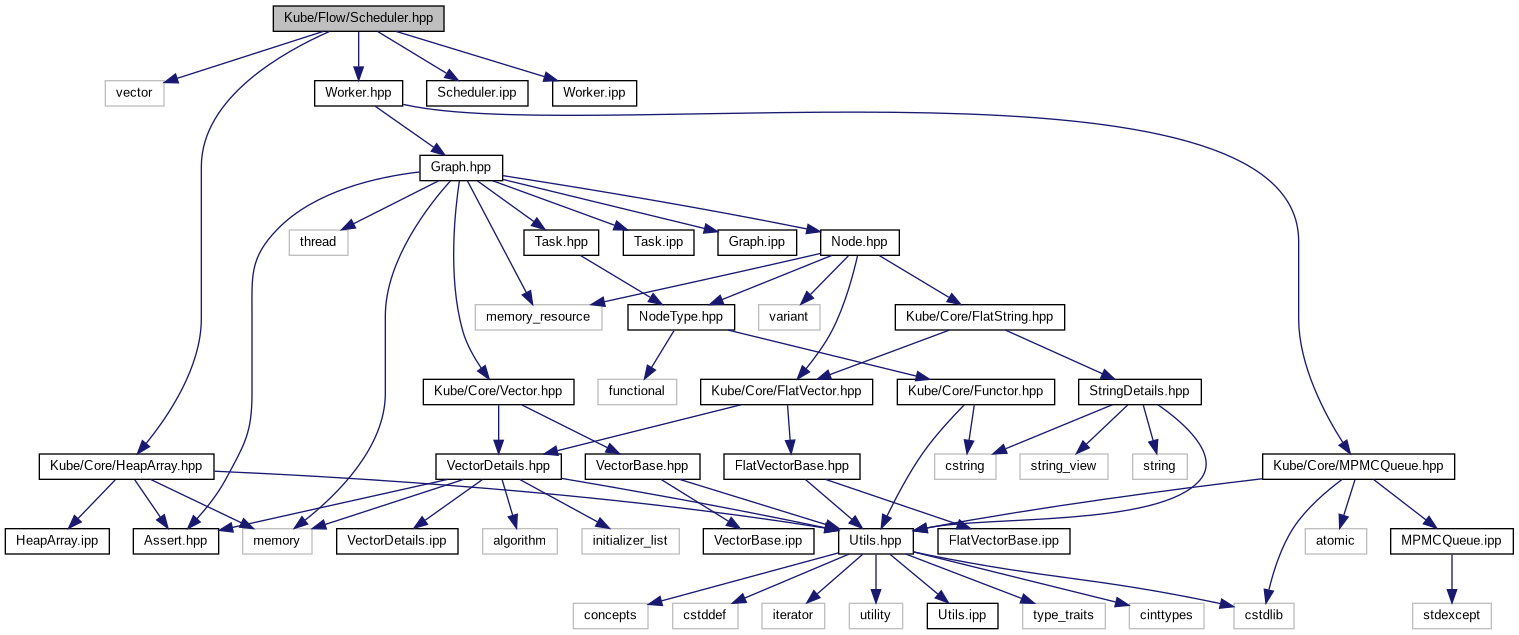 Kube/Flow/Scheduler.hpp
vector
Worker.hpp
Scheduler.ipp
Worker.ipp
Graph.hpp
thread
Task.hpp
Task.ipp
Graph.ipp
Node.hpp
memory_resource
NodeType.hpp
variant
Kube/Core/FlatString.hpp
Kube/Core/Vector.hpp
functional
Kube/Core/FlatVector.hpp
Kube/Core/Functor.hpp
StringDetails.hpp
Kube/Core/HeapArray.hpp
VectorDetails.hpp
VectorBase.hpp
FlatVectorBase.hpp
cstring
string_view
string
Kube/Core/MPMCQueue.hpp
HeapArray.ipp
Assert.hpp
memory
VectorDetails.ipp
algorithm
initializer_list
VectorBase.ipp
Utils.hpp
FlatVectorBase.ipp
atomic
MPMCQueue.ipp
concepts
cstddef
iterator
utility
Utils.ipp
type_traits
cinttypes
cstdlib
stdexcept